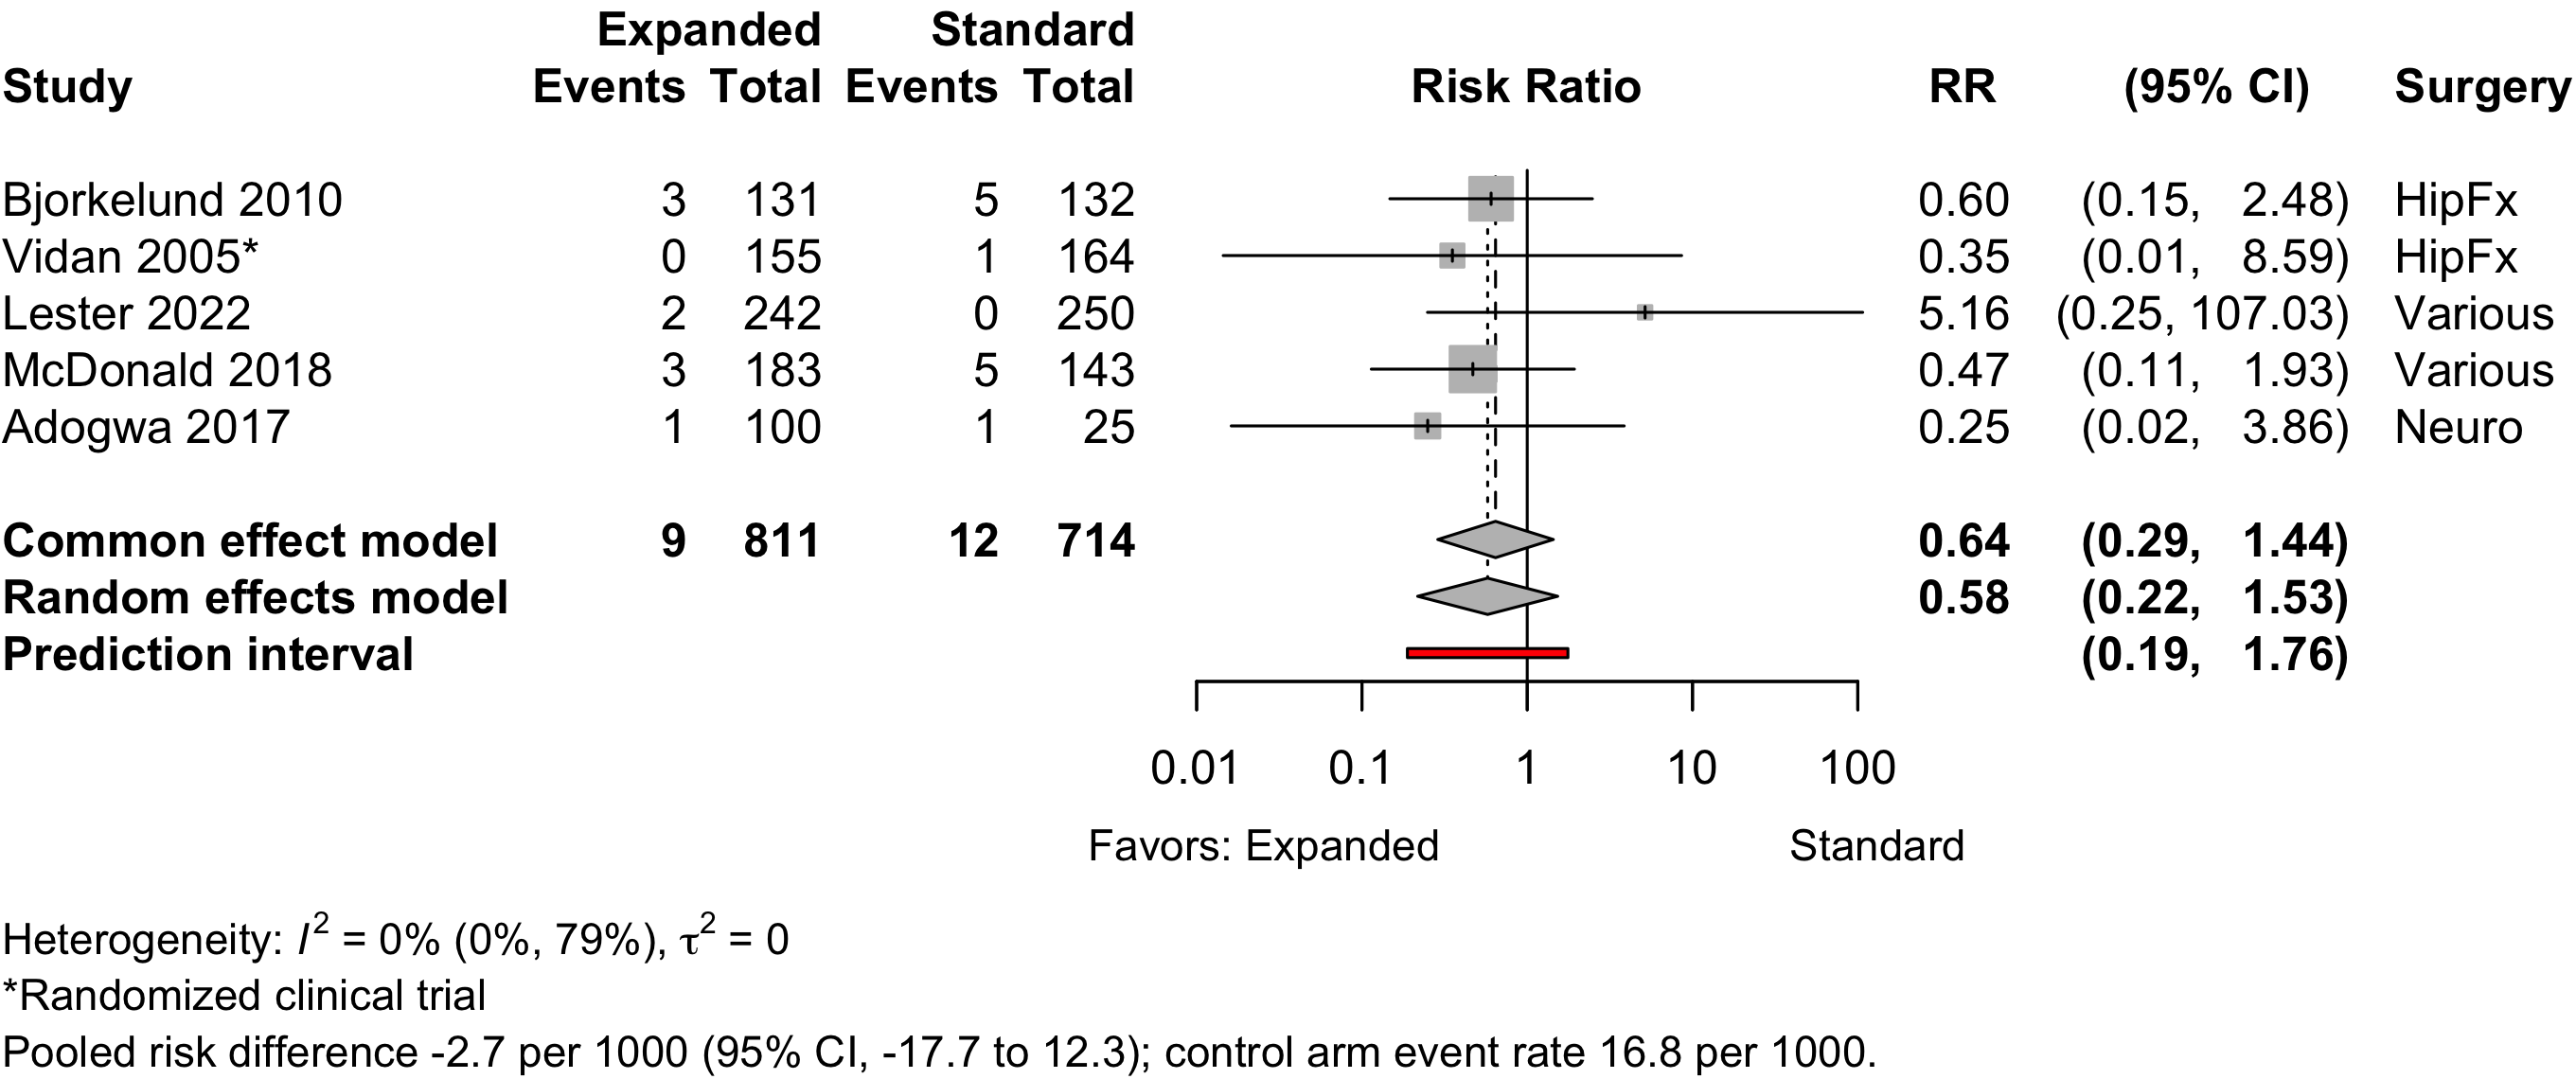 Expanded Standard
Study Events Total Events Total Risk Ratio RR (95% CI) Surgery
Bjorkelund 2010 3 131 5 132 0.60 (0.15, 2.48) HipFx
Vidan 2005* 0 155 1 164 0.35 (0.01, 8.59) HipFx
Lester 2022 2 242 0 250 5.16 (0.25, 107.03) Various
McDonald 2018 3 183 5 143 0.47 (0.11, 1.93) Various
Adogwa 2017 1 100 1 25 0.25 (0.02, 3.86) Neuro
Common effect model 9 811 12 714 0.64 (0.29, 1.44)
Random effects model 0.58 (0.22, 1.53)
Prediction interval (0.19, 1.76)
0.01 0.1 1 10 100
Favors: Expanded Standard
Heterogeneity: I² = 0% (0%, 79%), τ² = 0
*Randomized clinical trial
Pooled risk difference -2.7 per 1000 (95% CI, -17.7 to 12.3); control arm event rate 16.8 per 1000.